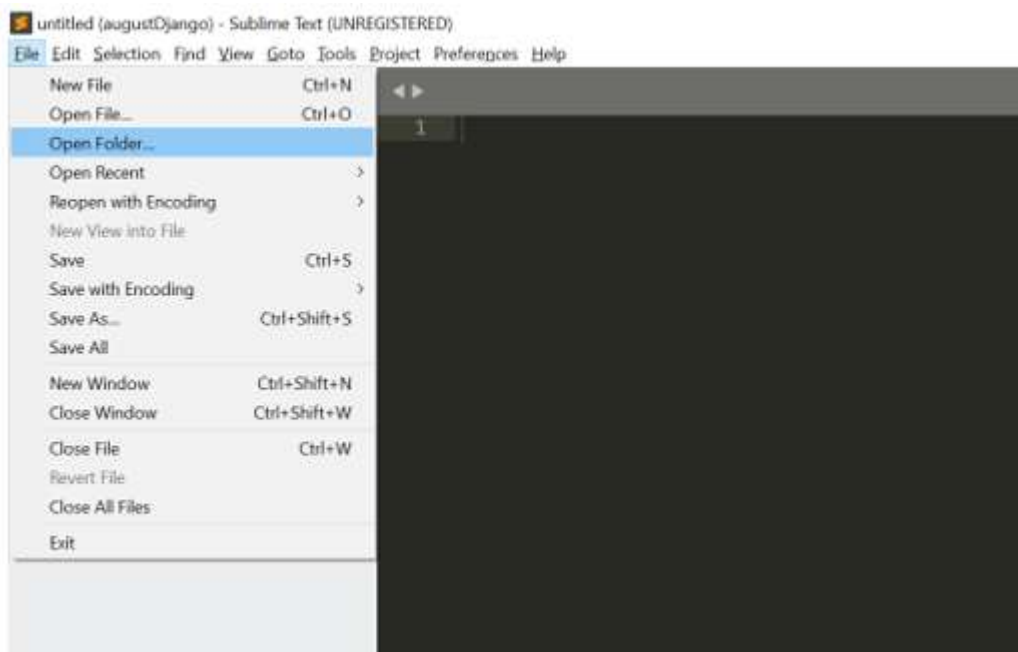 untitled (augustDjango) - Sublime Text (UNREGISTERED)
File Edit Selection Find View Goto Tools Project Preferences Help
New File Ctrl+N
Open File... Ctrl+O
Open Folder...
Open Recent
Reopen with Encoding
New View into File
Save Ctrl+S
Save with Encoding
Save As... Ctrl+Shift+S
Save All
New Window Ctrl+Shift+N
Close Window Ctrl+Shift+W
Close File Ctrl+W
Revert File
Close All Files
Exit
1